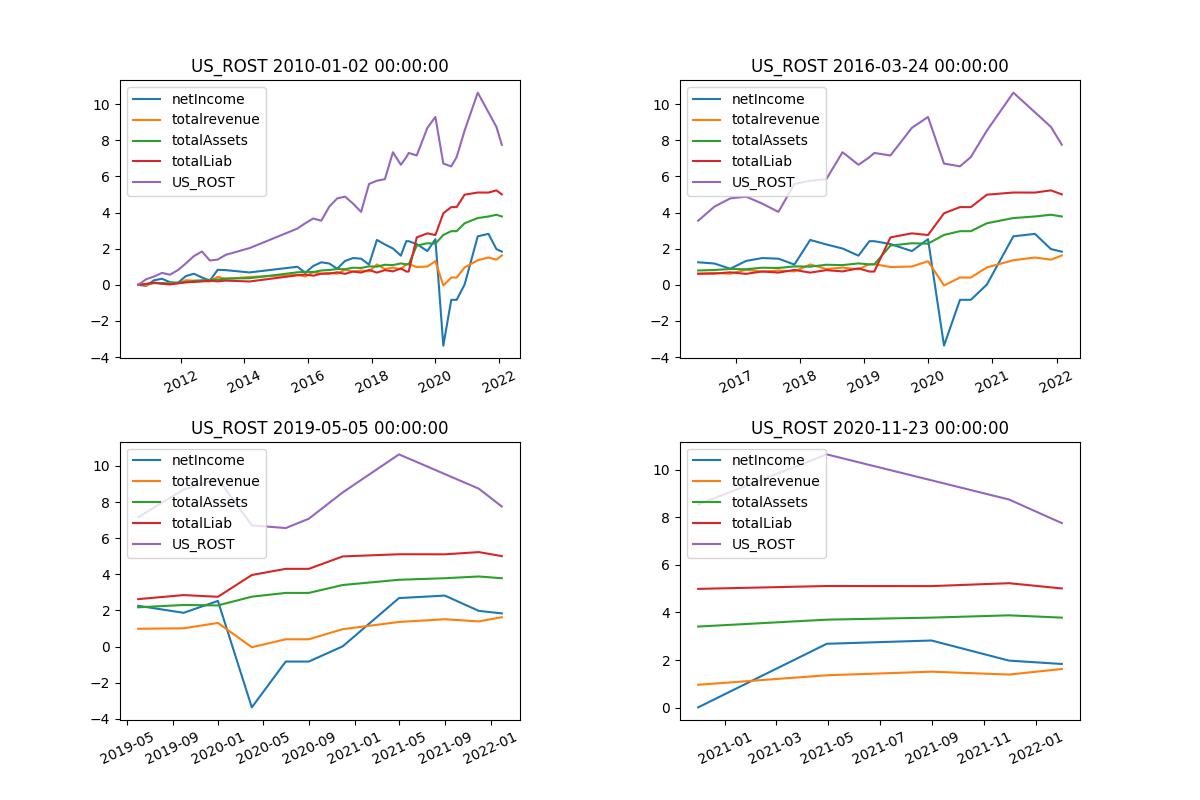 US_ROST 2010-01-02 00:00:00
netIncome
totalrevenue
totalAssets
totalLiab
US_ROST
10
8
6
4
2
0
−2
−4
2012 2014 2016 2018 2020 2022
US_ROST 2016-03-24 00:00:00
netIncome
totalrevenue
totalAssets
totalLiab
US_ROST
10
8
6
4
2
0
−2
−4
2017 2018 2019 2020 2021 2022
US_ROST 2019-05-05 00:00:00
netIncome
totalrevenue
totalAssets
totalLiab
US_ROST
10
8
6
4
2
0
−2
−4
2019-05 2019-09 2020-01 2020-05 2020-09 2021-01 2021-05 2021-09 2022-01
US_ROST 2020-11-23 00:00:00
netIncome
totalrevenue
totalAssets
totalLiab
US_ROST
10
8
6
4
2
0
2021-01 2021-03 2021-05 2021-07 2021-09 2021-11 2022-01